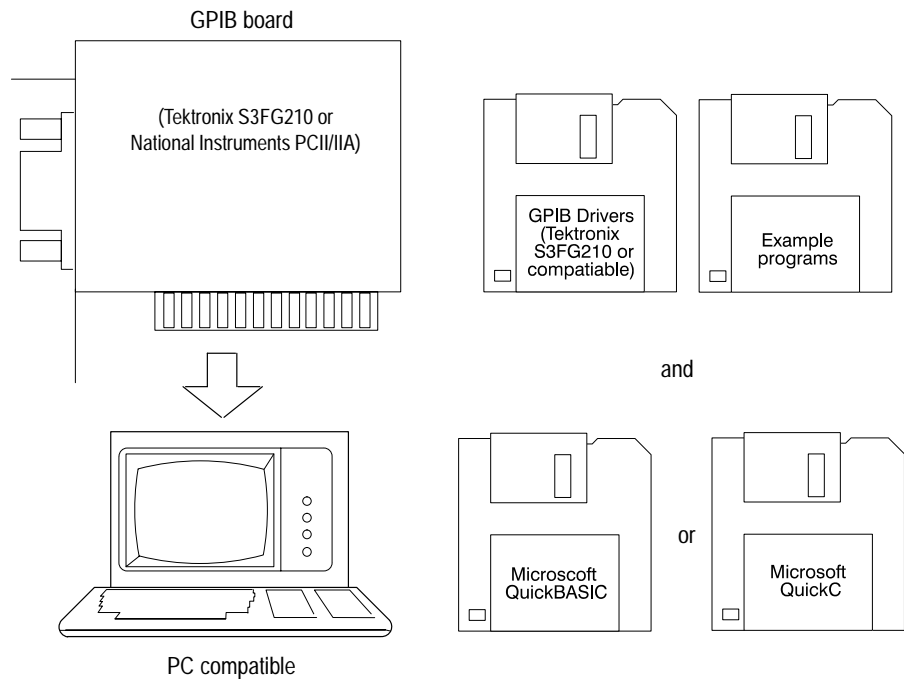 GPIB board
(Tektronix S3FG210 or
National Instruments PCII/IIA)
GPIB Drivers
(Tektronix
S3FG210 or
compatiable)
Example
programs
and
Microscoft
QuickBASIC
or
Microsoft
QuickC
PC compatible